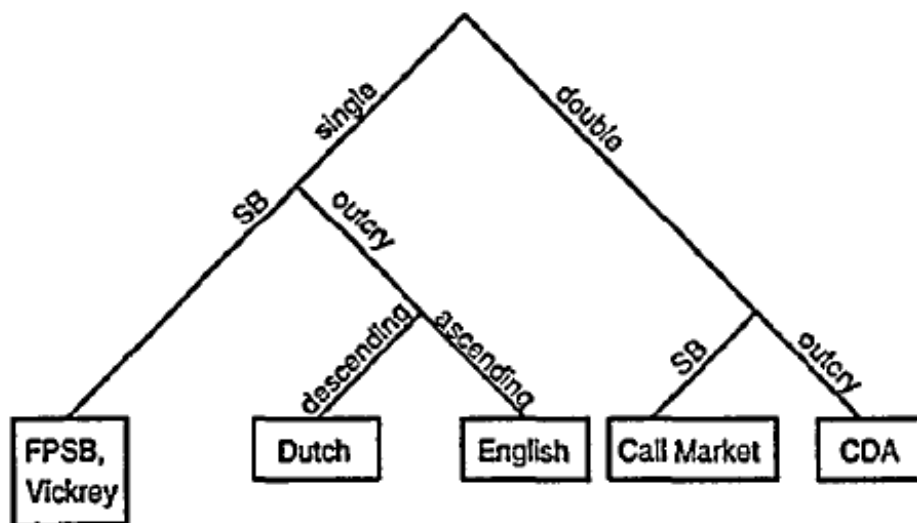 single
double
SB
outcry
descending
ascending
SB
outcry
FPSB,
Vickrey
Dutch
English
Call Market
CDA